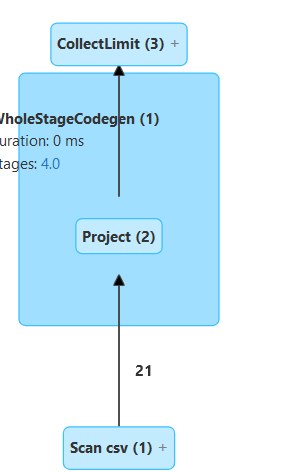 CollectLimit (3) +
WholeStageCodegen (1)
uration: 0 ms
tages: 4.0
Project (2)
21
Scan csv (1) +